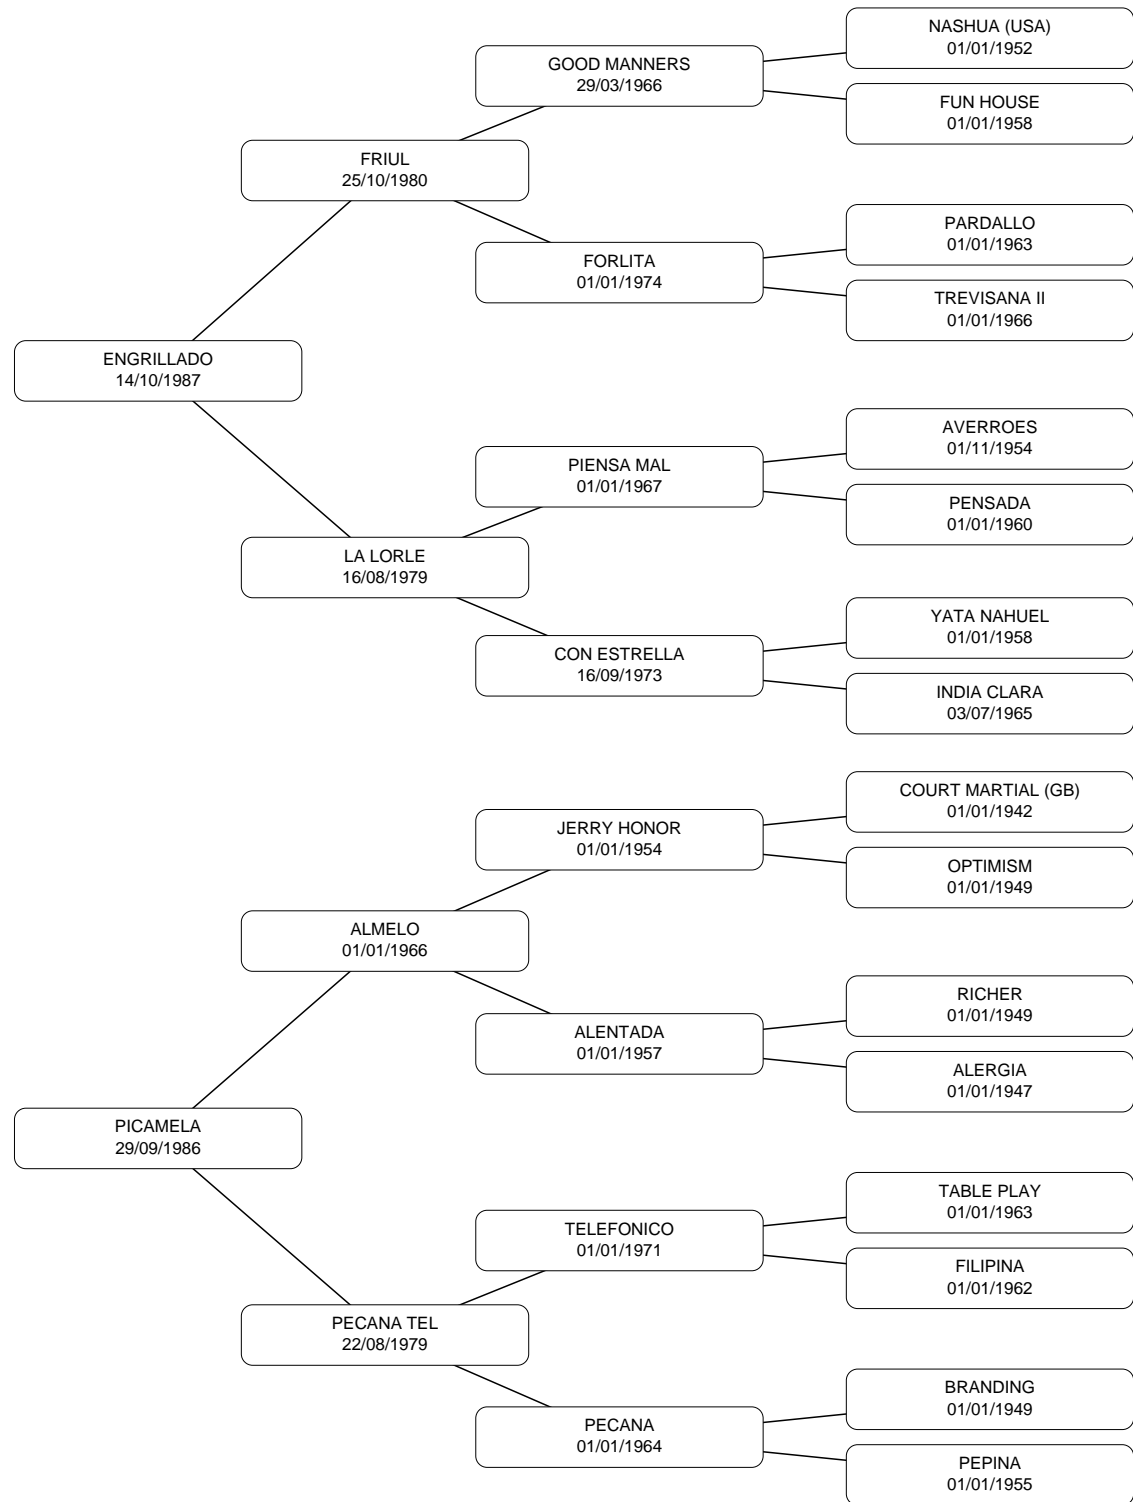 NASHUA (USA)
01/01/1952
GOOD MANNERS
29/03/1966
FUN HOUSE
01/01/1958
FRIUL
25/10/1980
PARDALLO
01/01/1963
FORLITA
01/01/1974
TREVISANA II
01/01/1966
ENGRILLADO
14/10/1987
AVERROES
01/11/1954
PIENSA MAL
01/01/1967
PENSADA
01/01/1960
LA LORLE
16/08/1979
YATA NAHUEL
01/01/1958
CON ESTRELLA
16/09/1973
INDIA CLARA
03/07/1965
COURT MARTIAL (GB)
01/01/1942
JERRY HONOR
01/01/1954
OPTIMISM
01/01/1949
ALMELO
01/01/1966
RICHER
01/01/1949
ALENTADA
01/01/1957
ALERGIA
01/01/1947
PICAMELA
29/09/1986
TABLE PLAY
01/01/1963
TELEFONICO
01/01/1971
FILIPINA
01/01/1962
PECANA TEL
22/08/1979
BRANDING
01/01/1949
PECANA
01/01/1964
PEPINA
01/01/1955